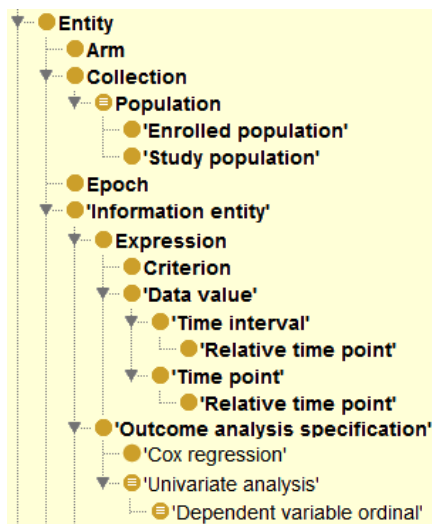 Entity
Arm
Collection
Population
'Enrolled population'
'Study population'
Epoch
'Information entity'
Expression
Criterion
'Data value'
'Time interval'
'Relative time point'
'Time point'
'Relative time point'
'Outcome analysis specification'
'Cox regression'
'Univariate analysis'
'Dependent variable ordinal'